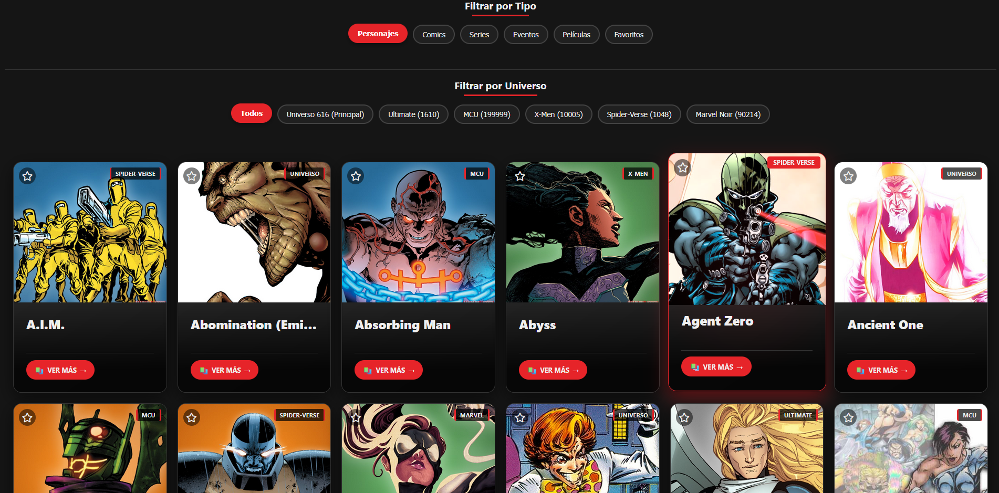 Filtrar por Tipo
Personajes Comics Series Eventos Películas Favoritos
Filtrar por Universo
Todos Universo 616 (Principal) Ultimate (1610) MCU (199999) X-Men (10005) Spider-Verse (1048) Marvel Noir (90214)
SPIDER-VERSE UNIVERSO MCU X-MEN SPIDER-VERSE UNIVERSO
A.I.M. Abomination (Emi... Absorbing Man Abyss Agent Zero Ancient One
VER MÁS → VER MÁS → VER MÁS → VER MÁS → VER MÁS → VER MÁS →
MCU SPIDER-VERSE MARVEL UNIVERSO ULTIMATE MCU